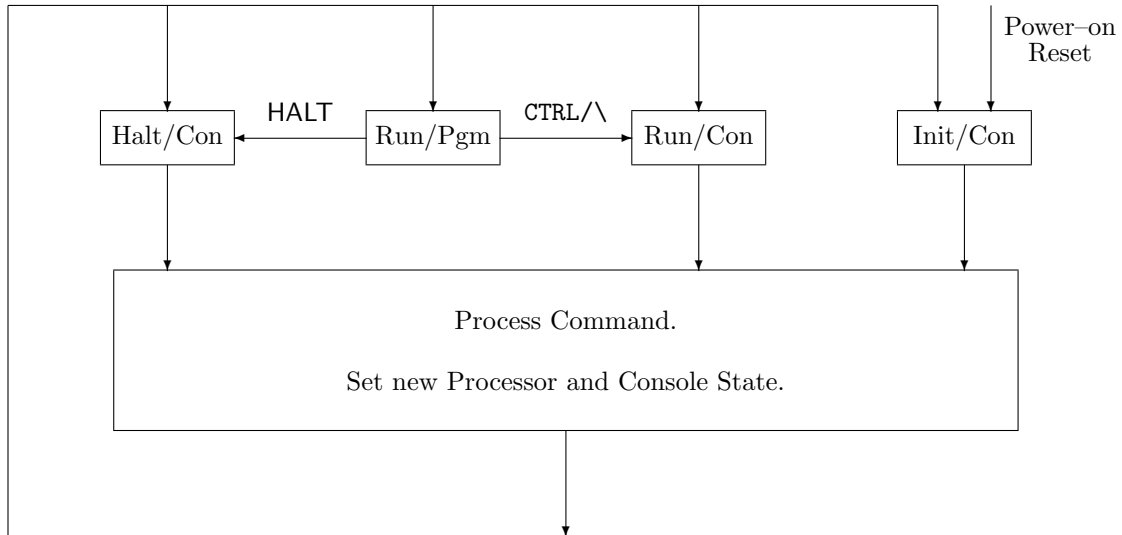 Power–on
Reset
HALT
CTRL/\
Halt/Con
Run/Pgm
Run/Con
Init/Con
Process Command.
Set new Processor and Console State.